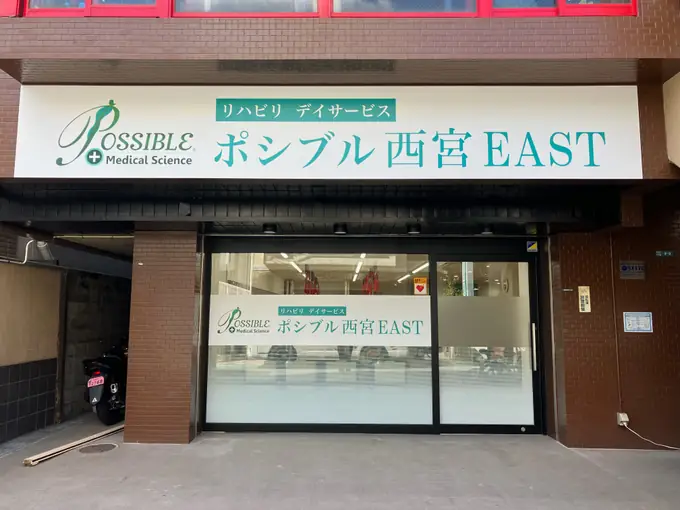 POSSIBLE
Medical Science
リハビリ デイサービス
ポシブル 西宮 EAST
POSSIBLE
Medical Science
リハビリ デイサービス
ポシブル 西宮 EAST